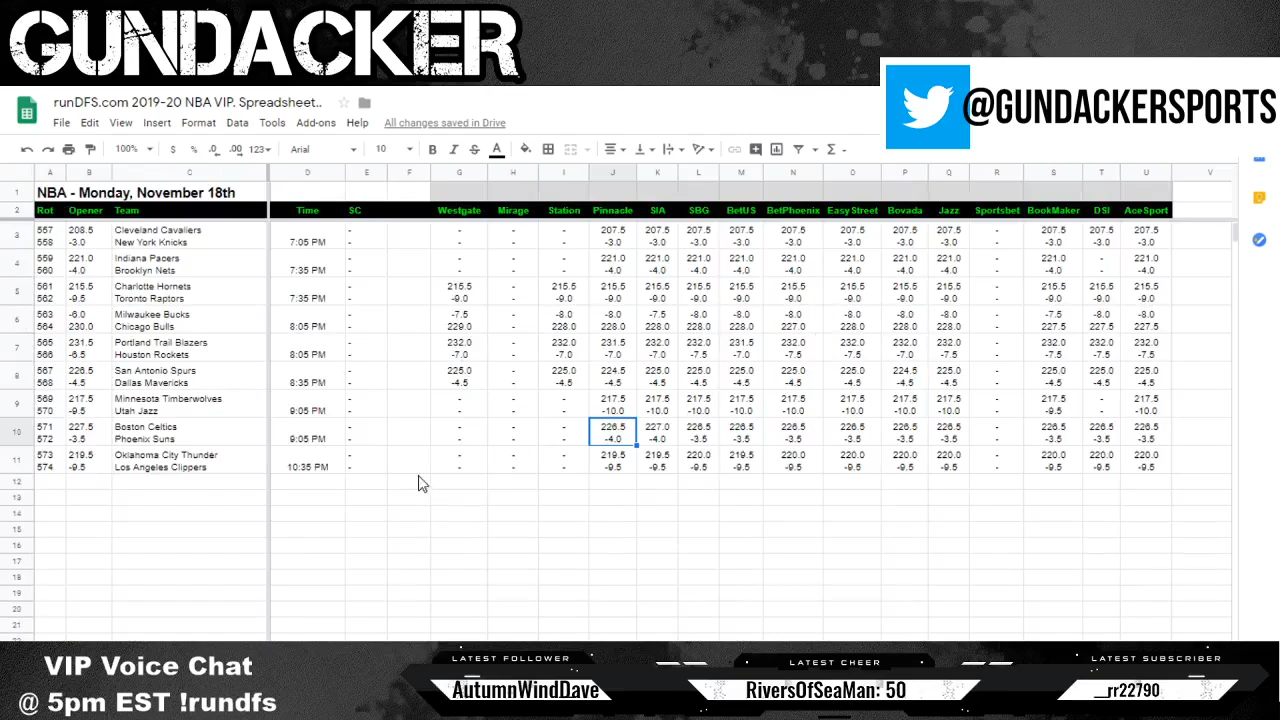 GUNDACKER
@GUNDACKERSPORTS
runDFS.com 2019-20 NBA VIP. Spreadsheet..
File Edit View Insert Format Data Tools Add-ons Help All changes saved in Drive
100% $ % .0 .00 123 Arial 10 B I S A
A B C D E F G H I J K L M N O P Q R S T U V
1 NBA - Monday, November 18th
2 Rot Opener Team Time SC Westgate Mirage Station Pinnacle SIA SBG BetUS BetPhoenix EasyStreet Bovada Jazz Sportsbet BookMaker DSI AceSport
3 557 208.5 Cleveland Cavaliers - - - - 207.5 207.5 207.5 207.5 207.5 207.5 207.5 207.5 - 207.5 207.5 207.5
558 -3.0 New York Knicks 7:05 PM - - - - -3.0 -3.0 -3.0 -3.0 -3.0 -3.0 -3.0 -3.0 - -3.0 -3.0 -3.0
4 559 221.0 Indiana Pacers - - - - 221.0 221.0 221.0 221.0 221.0 221.0 221.0 221.0 - 221.0 - 221.0
560 -4.0 Brooklyn Nets 7:35 PM - - - - -4.0 -4.0 -4.0 -4.0 -4.0 -4.0 -4.0 -4.0 - -4.0 - -4.0
5 561 215.5 Charlotte Hornets - 215.5 - 215.5 215.5 215.5 215.5 215.5 215.5 215.5 215.5 215.5 - 215.5 215.5 215.5
562 -9.5 Toronto Raptors 7:35 PM - -9.0 - -9.0 -9.0 -9.0 -9.0 -9.0 -9.0 -9.0 -9.0 -9.0 - -9.0 -9.0 -9.0
6 563 -6.0 Milwaukee Bucks - -7.5 - -8.0 -8.0 -7.5 -8.0 -8.0 -8.0 -8.0 -8.0 -8.0 - -7.5 -8.0 -8.0
564 230.0 Chicago Bulls 8:05 PM - 229.0 - 228.0 228.0 228.0 228.0 228.0 227.0 228.0 228.0 228.0 - 227.5 227.5 227.5
7 565 231.5 Portland Trail Blazers - 232.0 - 232.0 231.5 232.0 232.0 231.5 232.0 232.0 232.0 232.0 - 232.0 232.0 232.0
566 -6.5 Houston Rockets 8:05 PM - -7.0 - -7.0 -7.0 -7.0 -7.5 -7.0 -7.5 -7.5 -7.0 -7.5 - -7.5 -7.5 -7.5
8 567 226.5 San Antonio Spurs - 225.0 - 225.0 224.5 225.0 225.0 225.0 225.0 225.0 224.5 225.0 - 225.0 225.0 225.0
568 -4.5 Dallas Mavericks 8:35 PM - -4.5 - -4.5 -4.5 -4.5 -4.5 -4.5 -4.5 -4.5 -4.5 -4.5 - -4.5 -4.5 -4.5
9 569 217.5 Minnesota Timberwolves - - - - 217.5 217.5 217.5 217.5 217.5 217.5 217.5 217.5 - 217.5 - 217.5
570 -9.5 Utah Jazz 9:05 PM - - - - -10.0 -10.0 -10.0 -10.0 -10.0 -10.0 -10.0 -10.0 - -9.5 - -10.0
10 571 227.5 Boston Celtics - - - - 226.5 227.0 226.5 226.5 226.5 226.5 226.5 226.5 - 226.5 226.5 226.5
572 -3.5 Phoenix Suns 9:05 PM - - - - -4.0 -4.0 -3.5 -3.5 -3.5 -3.5 -3.5 -3.5 - -3.5 -3.5 -3.5
11 573 219.5 Oklahoma City Thunder - - - - 219.5 219.5 220.0 219.5 220.0 220.0 220.0 220.0 - 220.0 220.0 220.0
574 -9.5 Los Angeles Clippers 10:35 PM - - - - -9.5 -9.5 -9.5 -9.5 -9.5 -9.5 -9.5 -9.5 - -9.5 -9.5 -9.5
12
13
14
15
16
17
18
19
20
21
VIP Voice Chat
@ 5pm EST !rundfs
LATEST FOLLOWER
AutumnWindDave
LATEST CHEER
RiversOfSeaMan: 50
LATEST SUBSCRIBER
__rr22790